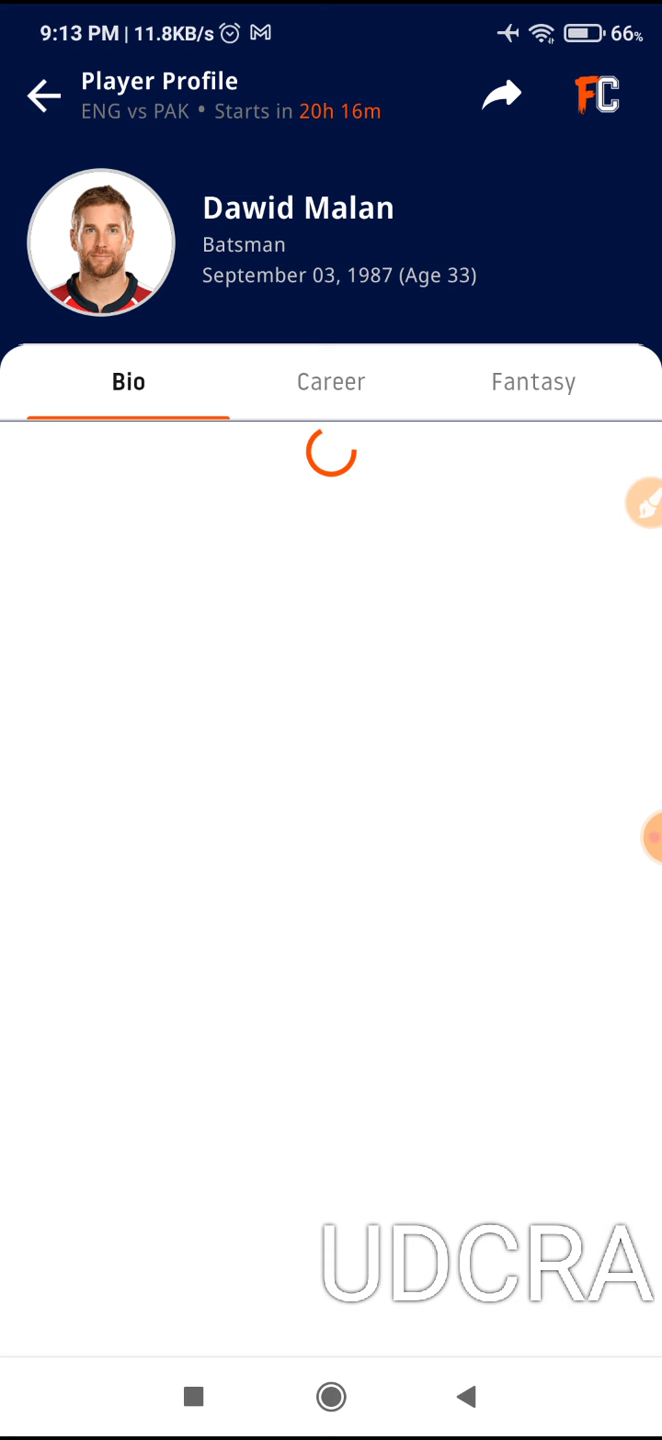 9:13 PM | 11.8KB/s 66%
Player Profile
ENG vs PAK • Starts in 20h 16m
FC
Dawid Malan
Batsman
September 03, 1987 (Age 33)
Bio Career Fantasy
UDCRA